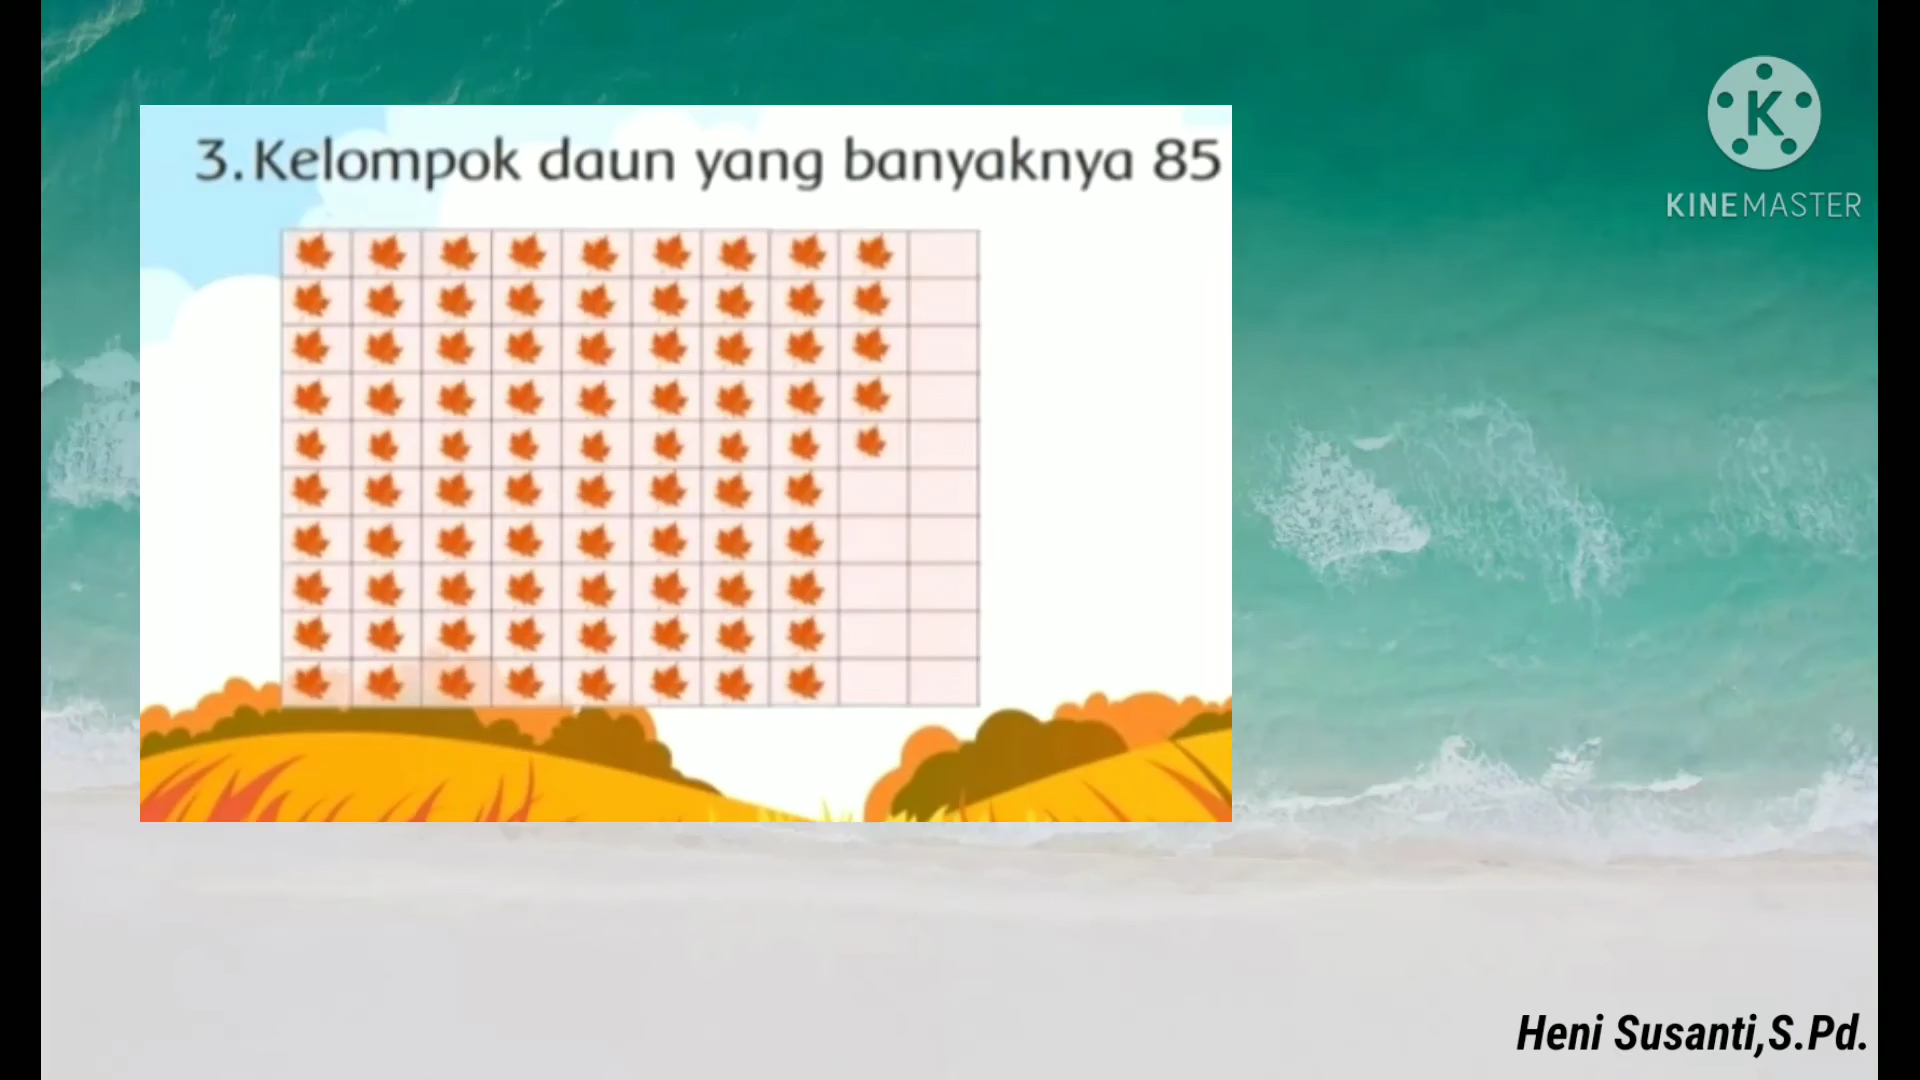 3. Kelompok daun yang banyaknya 85
K
KINEMASTER
Heni Susanti,S.Pd.